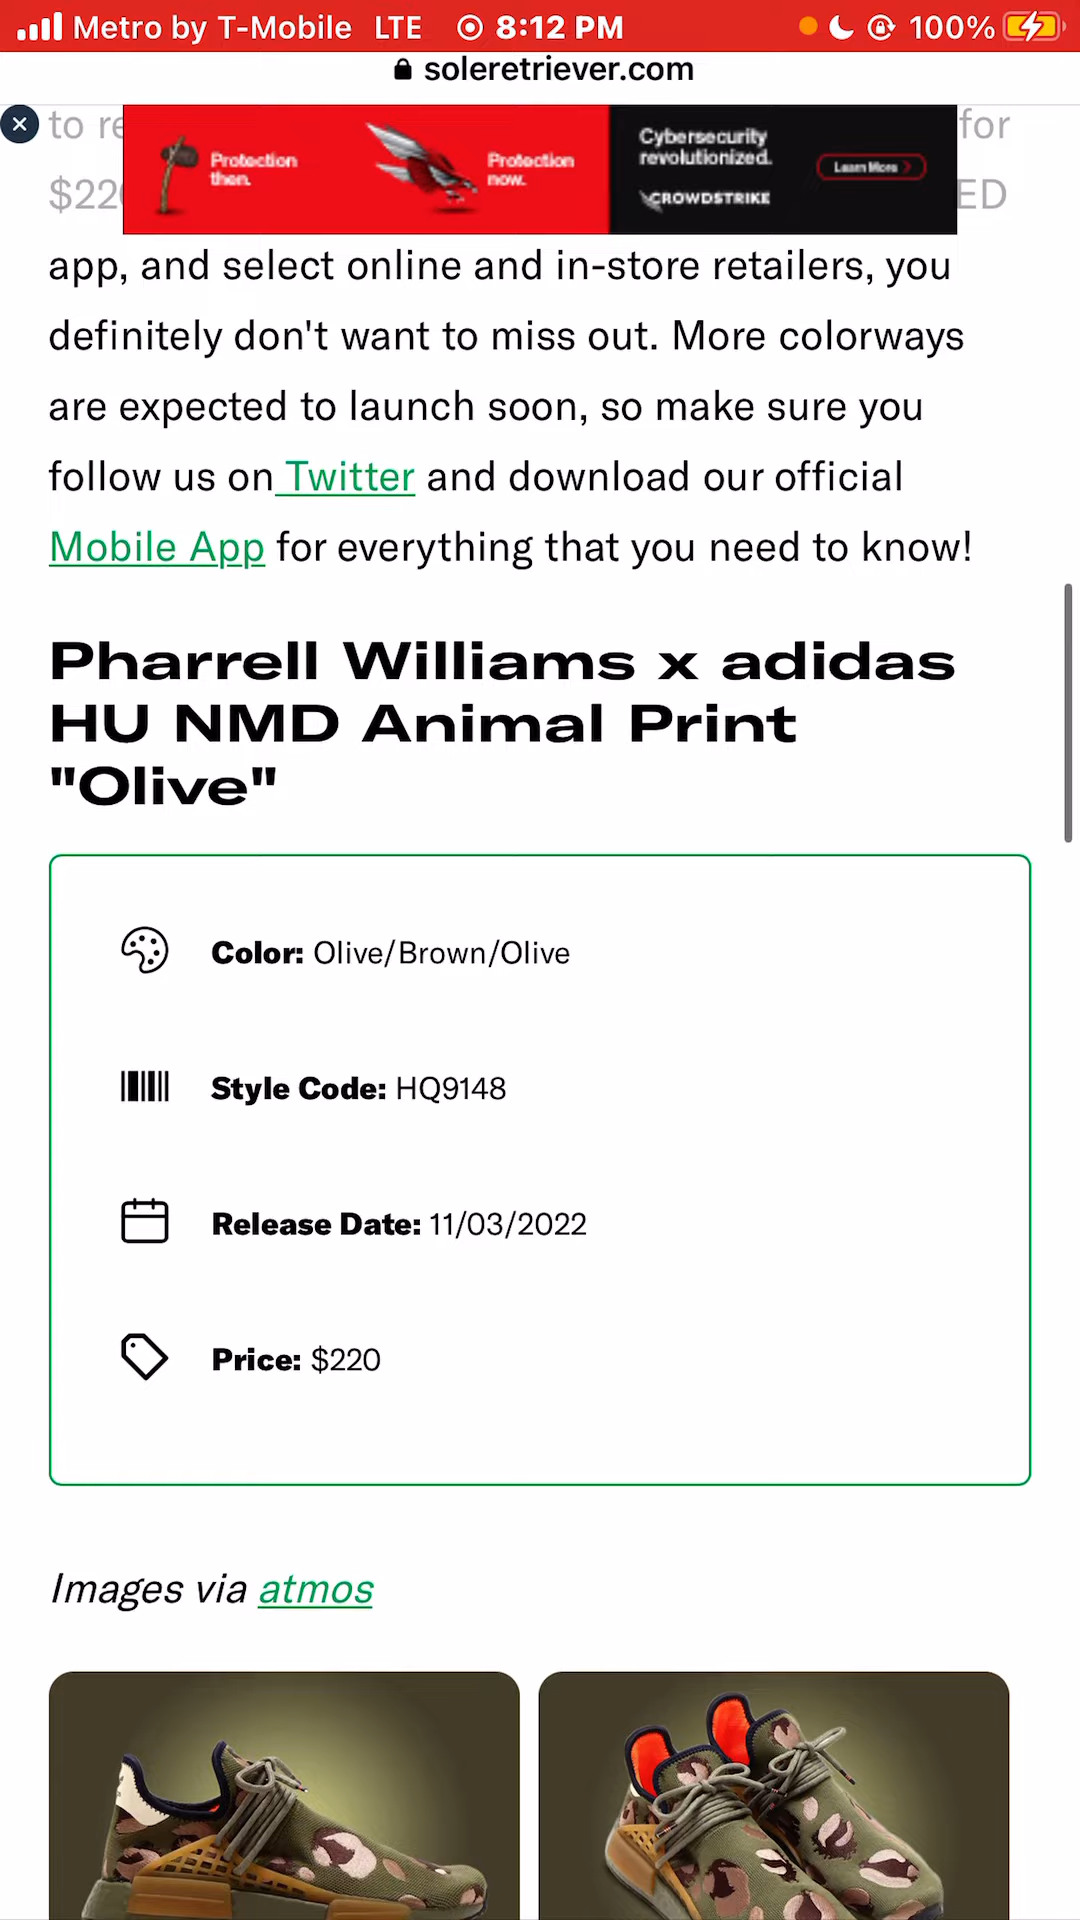 Metro by T-Mobile LTE 8:12 PM 100%
soleretriever.com
to re for
Protection then.
Protection now.
Cybersecurity revolutionized.
CROWDSTRIKE
Learn More
$22 ED
app, and select online and in-store retailers, you
definitely don't want to miss out. More colorways
are expected to launch soon, so make sure you
follow us on Twitter and download our official
Mobile App for everything that you need to know!
Pharrell Williams x adidas
HU NMD Animal Print
"Olive"
Color: Olive/Brown/Olive
Style Code: HQ9148
Release Date: 11/03/2022
Price: $220
Images via atmos